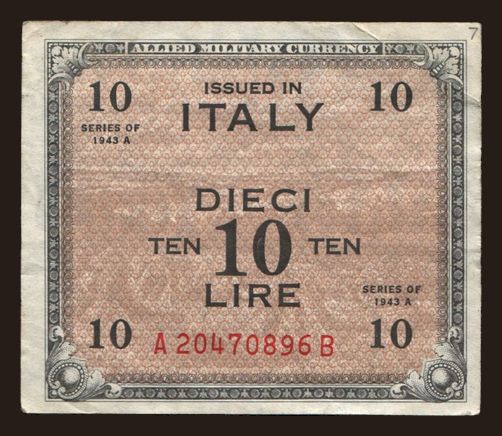 7
ALLIED MILITARY CURRENCY
10 ISSUED IN 10
ITALY
SERIES OF
1943 A
DIECI
TEN 10 TEN
LIRE
SERIES OF
1943 A
10 A 20470896 B 10